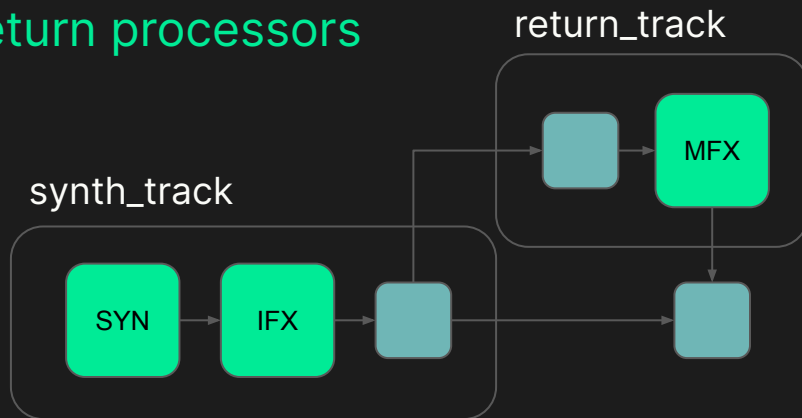 eturn processors
return_track
MFX
synth_track
SYN
IFX